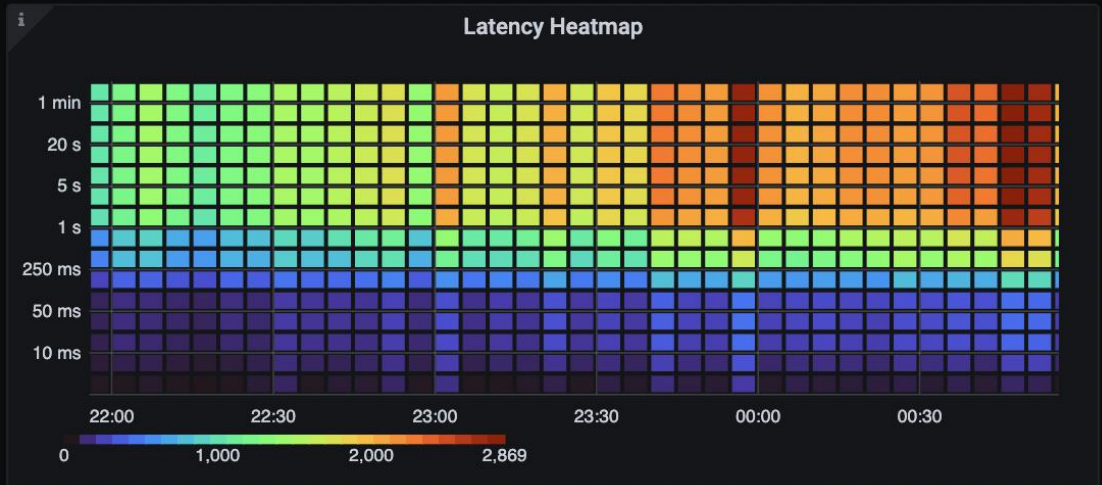 i
Latency Heatmap
1 min
20 s
5 s
1 s
250 ms
50 ms
10 ms
22:00 22:30 23:00 23:30 00:00 00:30
0 1,000 2,000 2,869